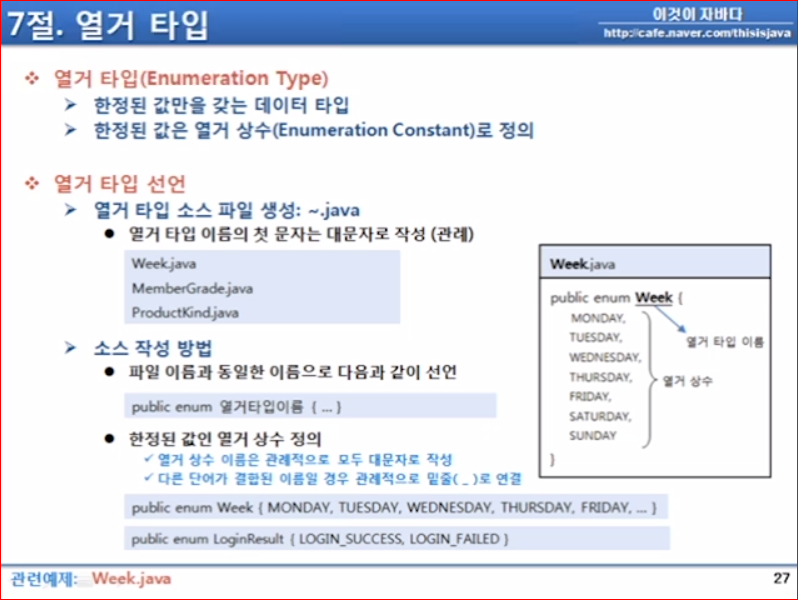 7절. 열거 타입
이것이 자바다
http://cafe.naver.com/thisisjava
열거 타입(Enumeration Type)
한정된 값만을 갖는 데이터 타입
한정된 값은 열거 상수(Enumeration Constant)로 정의
열거 타입 선언
열거 타입 소스 파일 생성: ~.java
열거 타입 이름의 첫 문자는 대문자로 작성 (관례)
Week.java
MemberGrade.java
ProductKind.java
소스 작성 방법
파일 이름과 동일한 이름으로 다음과 같이 선언
public enum 열거타입이름 { ... }
한정된 값인 열거 상수 정의
✓ 열거 상수 이름은 관례적으로 모두 대문자로 작성
✓ 다른 단어가 결합된 이름일 경우 관례적으로 밑줄( _ )로 연결
public enum Week { MONDAY, TUESDAY, WEDNESDAY, THURSDAY, FRIDAY, ... }
public enum LoginResult { LOGIN_SUCCESS, LOGIN_FAILED }
Week.java
public enum Week {
MONDAY,
TUESDAY,
WEDNESDAY,
THURSDAY,
FRIDAY,
SATURDAY,
SUNDAY
}
열거 타입 이름
열거 상수
관련예제: Week.java
27